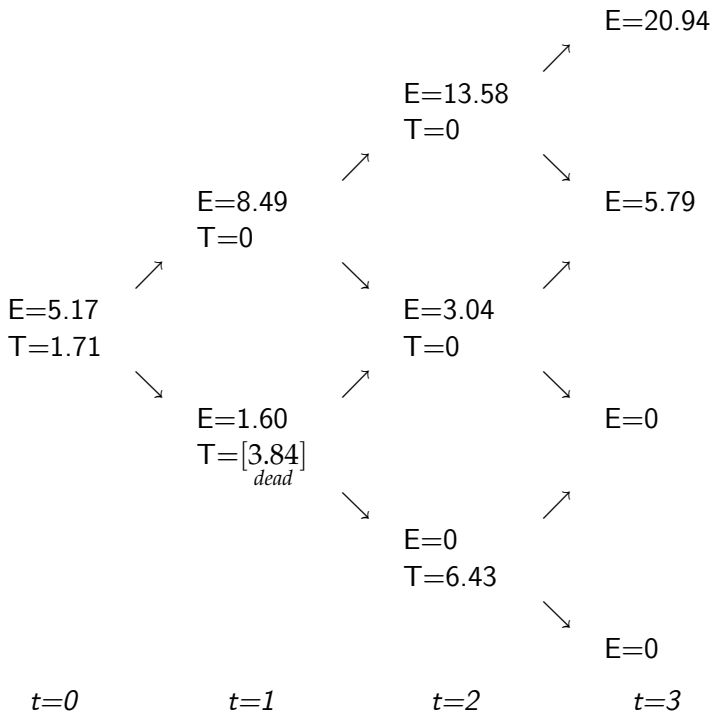 E=20.94
E=13.58
T=0
E=8.49
T=0
E=5.79
E=5.17
T=1.71
E=3.04
T=0
E=1.60
T=[3.84]
dead
E=0
E=0
T=6.43
E=0
t=0 t=1 t=2 t=3